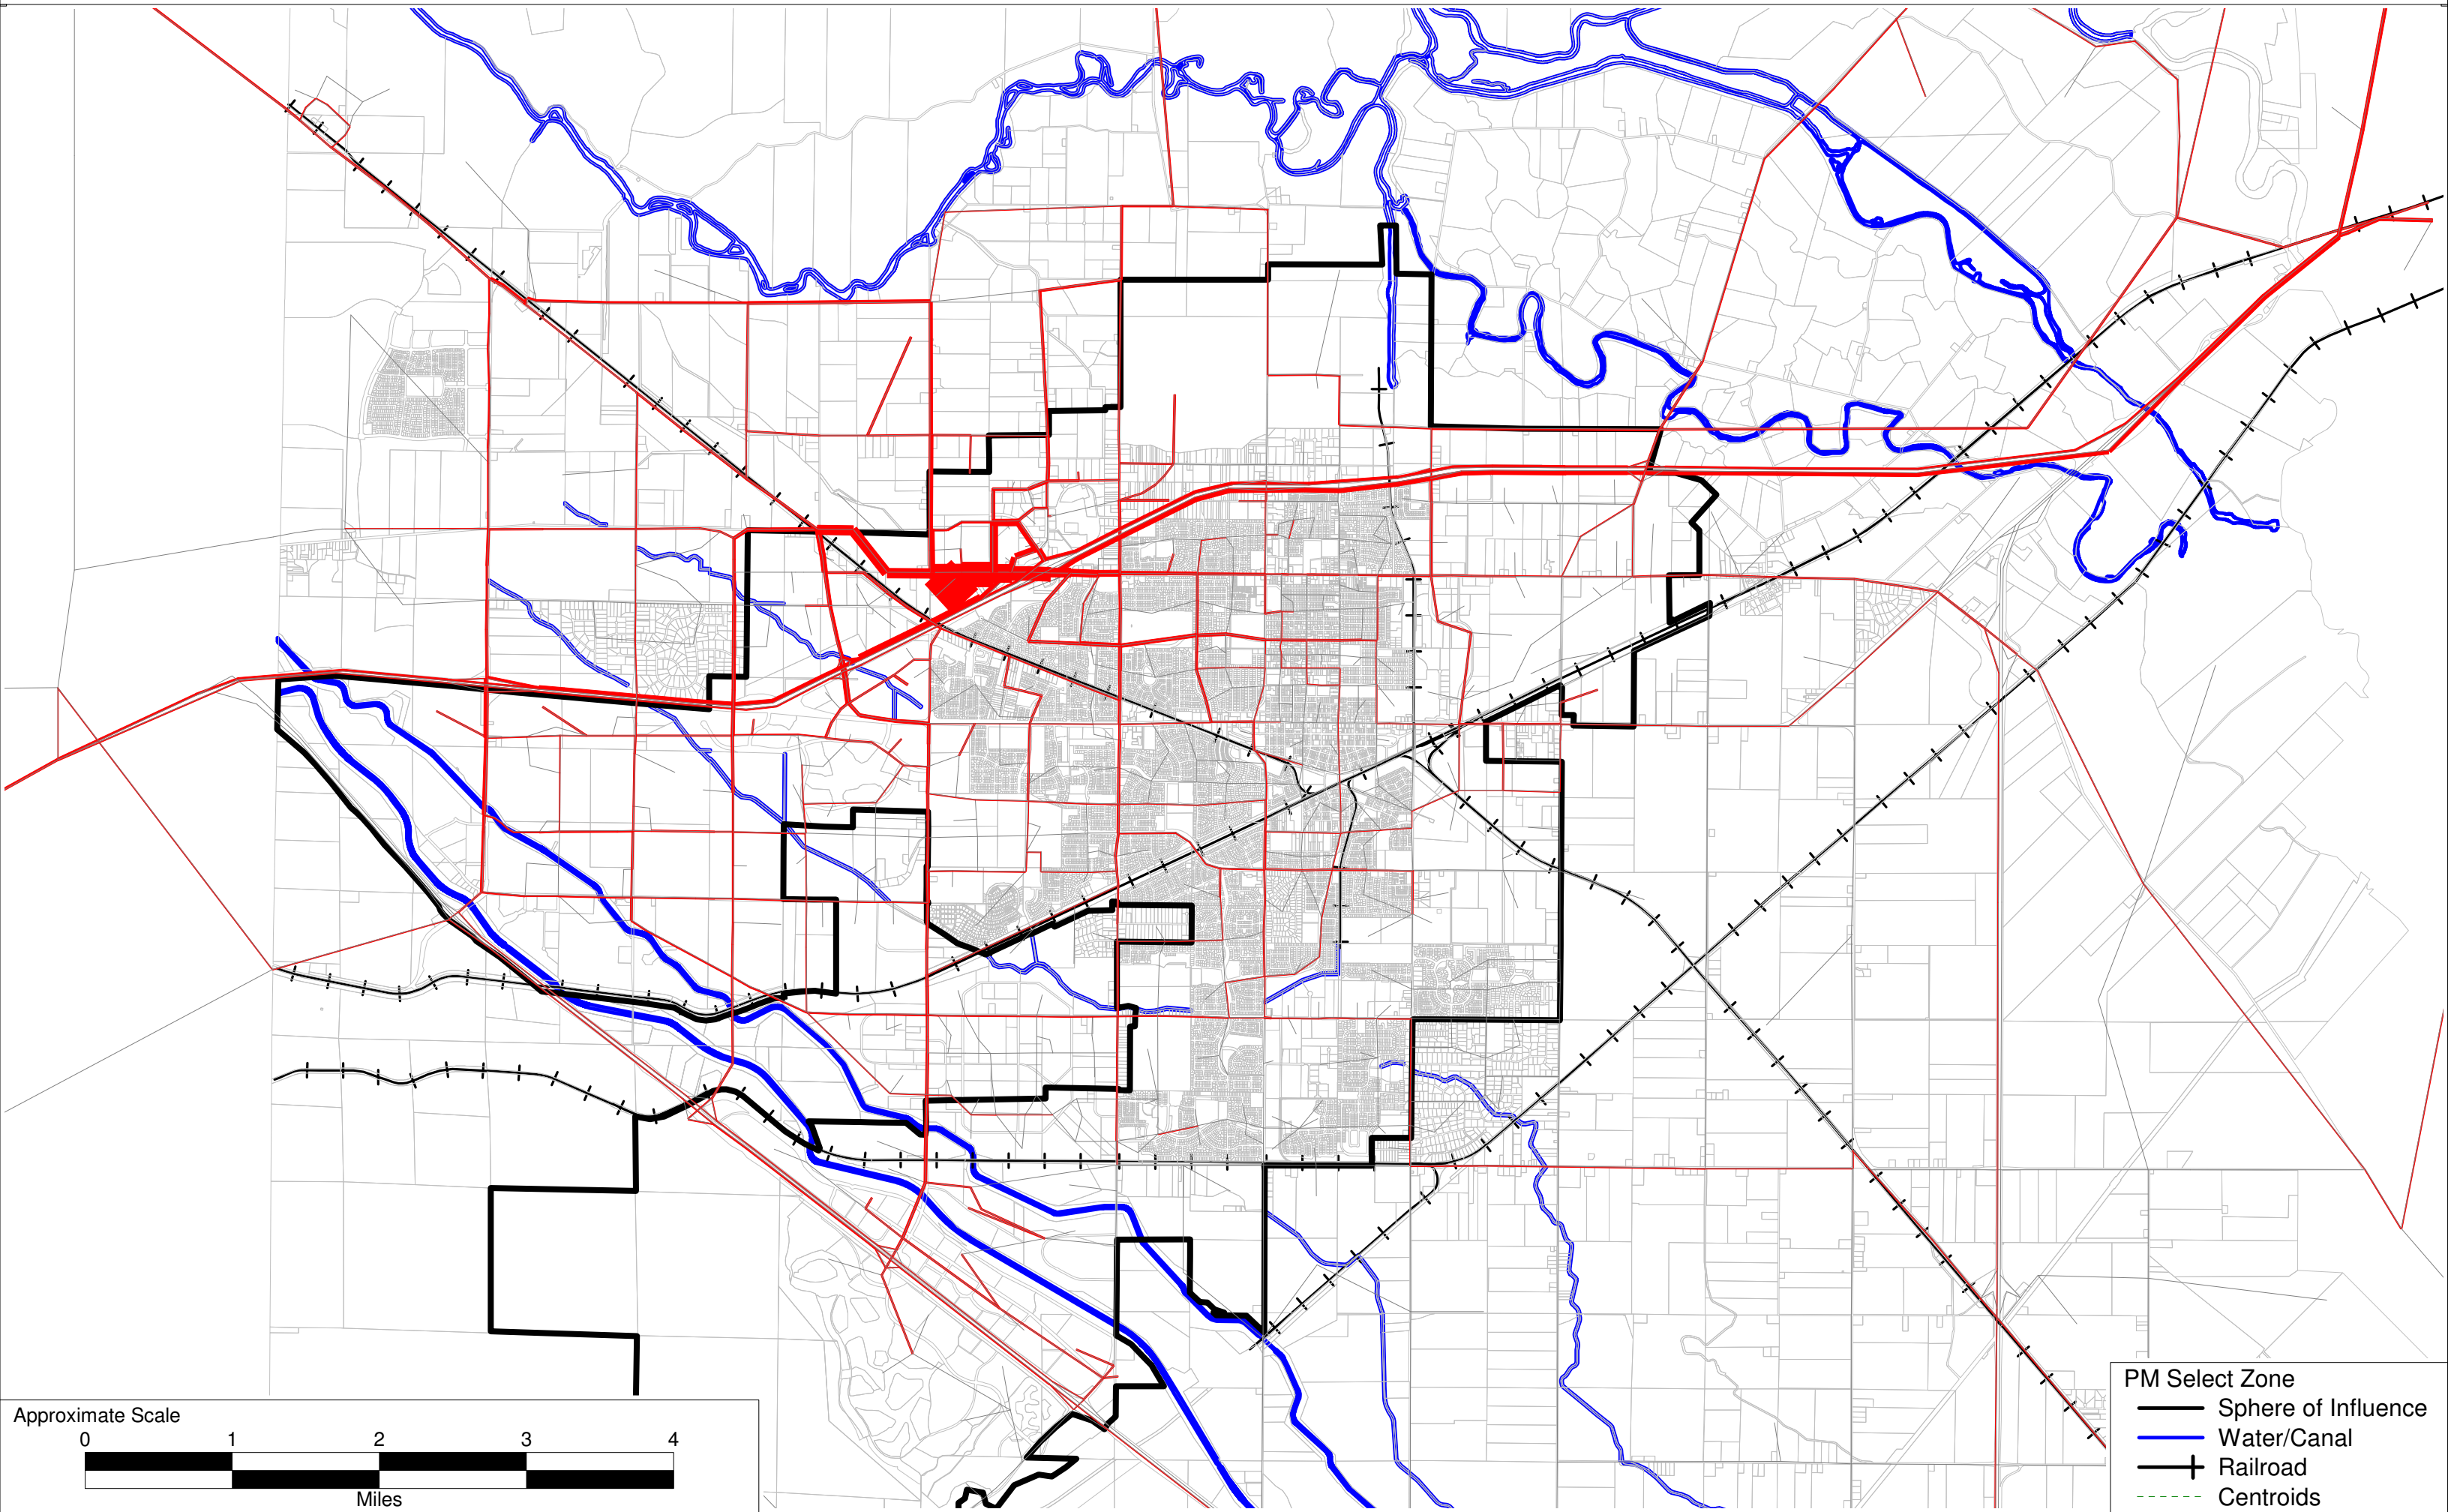 Approximate Scale
0 1 2 3 4
Miles
PM Select Zone
Sphere of Influence
Water/Canal
Railroad
Centroids